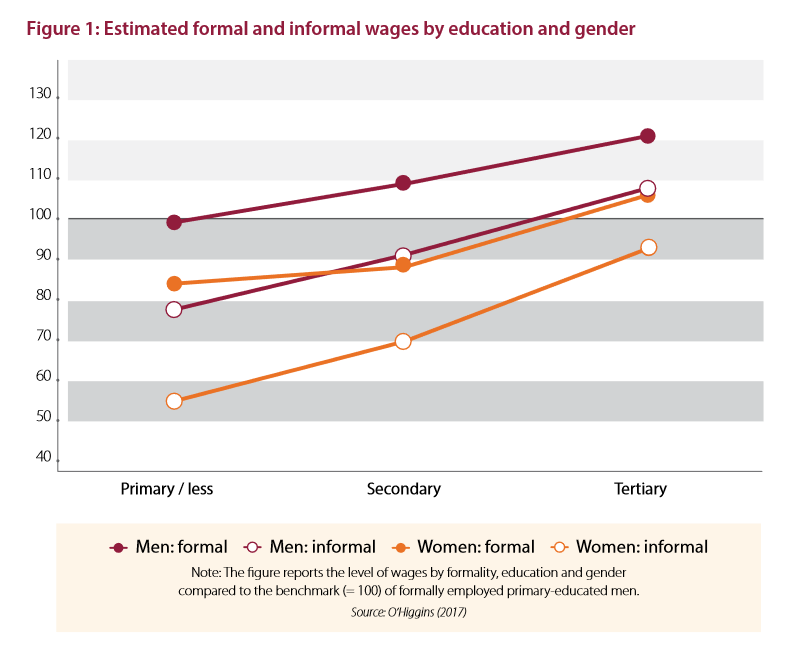 Figure 1: Estimated formal and informal wages by education and gender
130
120
110
100
90
80
70
60
50
40
Primary / less Secondary Tertiary
Men: formal Men: informal Women: formal Women: informal
Note: The figure reports the level of wages by formality, education and gender
compared to the benchmark (= 100) of formally employed primary-educated men.
Source: O'Higgins (2017)